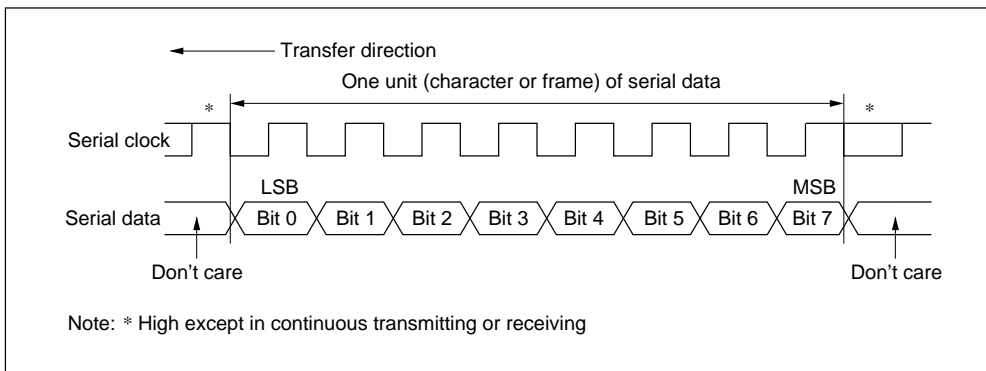 Transfer direction
One unit (character or frame) of serial data
* *
Serial clock
LSB MSB
Serial data Bit 0 Bit 1 Bit 2 Bit 3 Bit 4 Bit 5 Bit 6 Bit 7
Don’t care Don’t care
Note: * High except in continuous transmitting or receiving